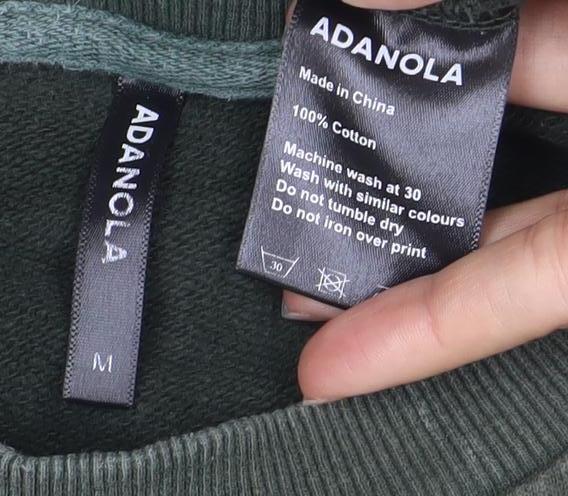 ADANOLA
M
ADANOLA
Made in China
100% Cotton
Machine wash at 30
Wash with similar colours
Do not tumble dry
Do not iron over print
30